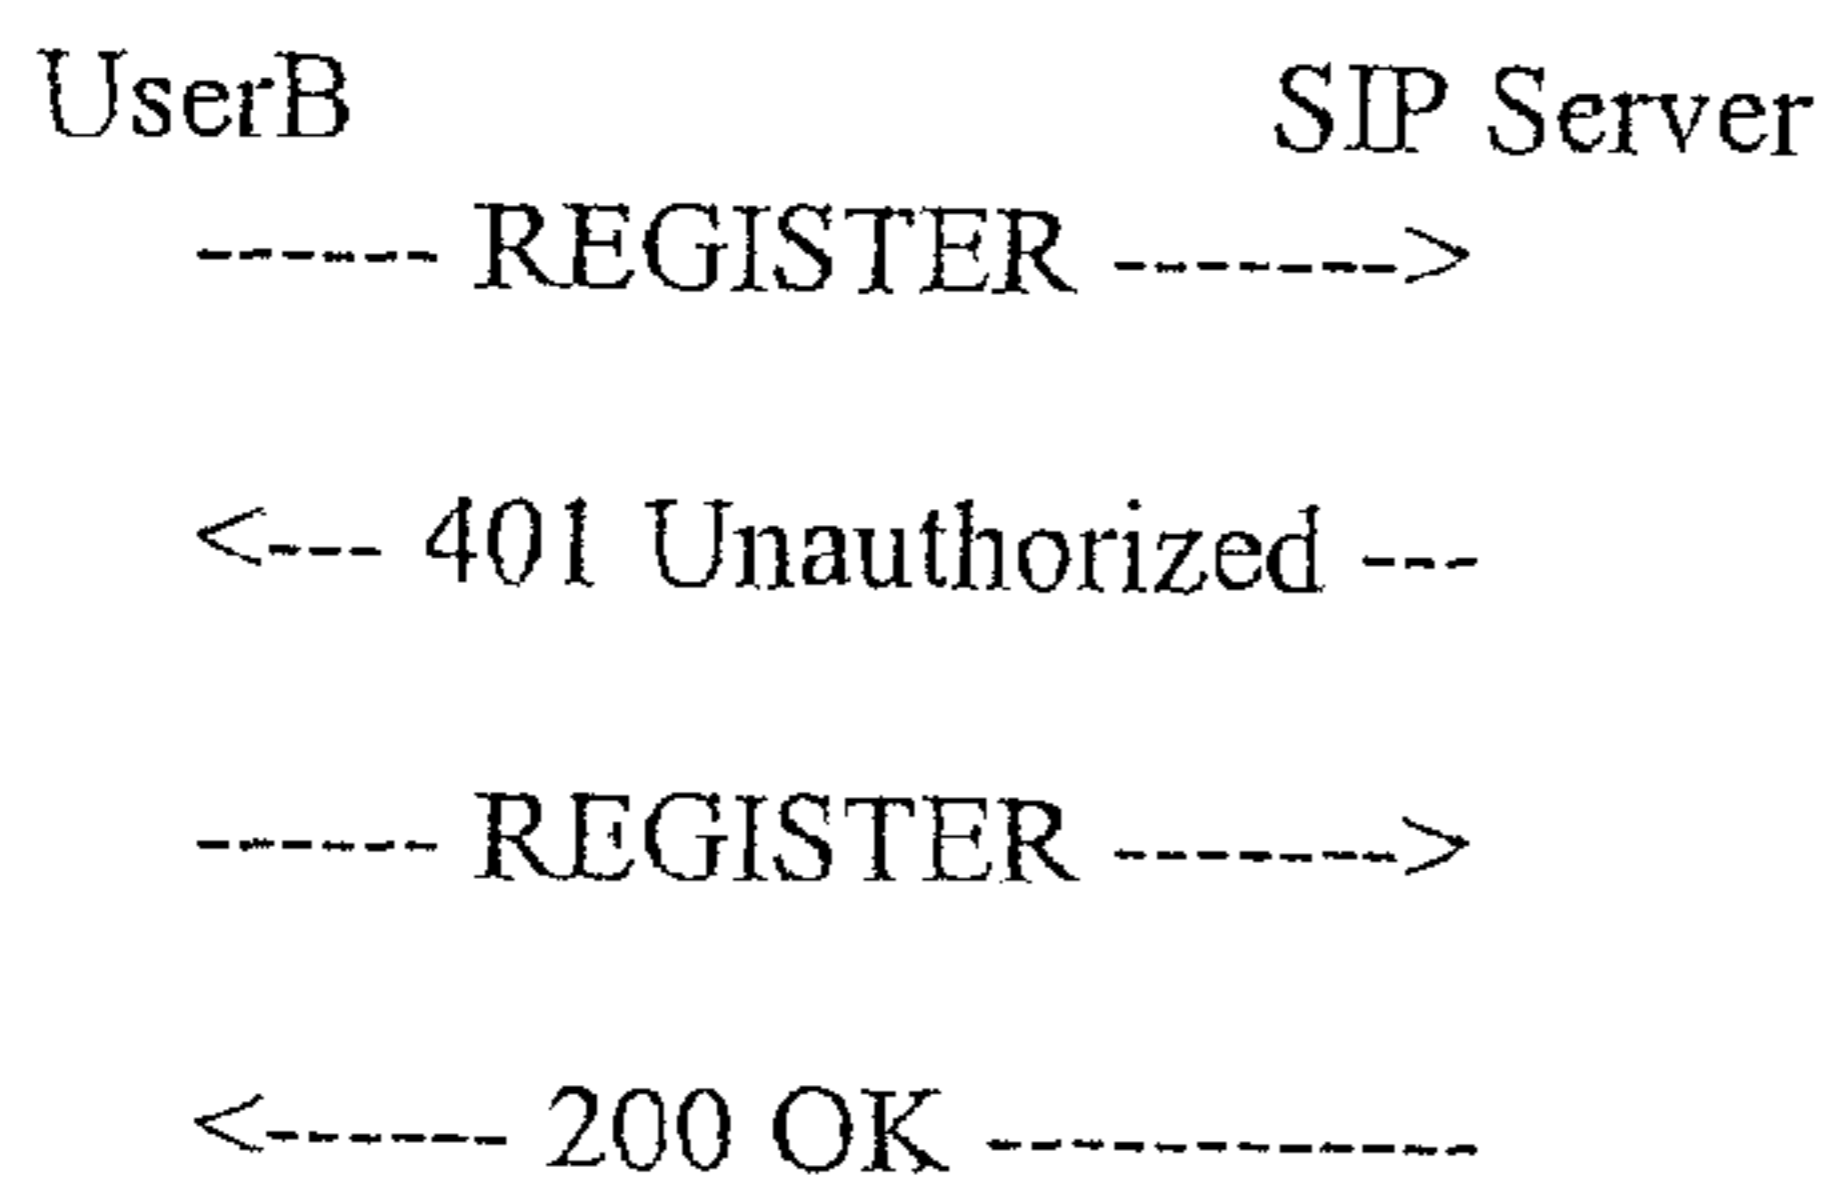 UserB SIP Server
------ REGISTER ------->
<--- 401 Unauthorized ---
------ REGISTER ------->
<------ 200 OK ------------